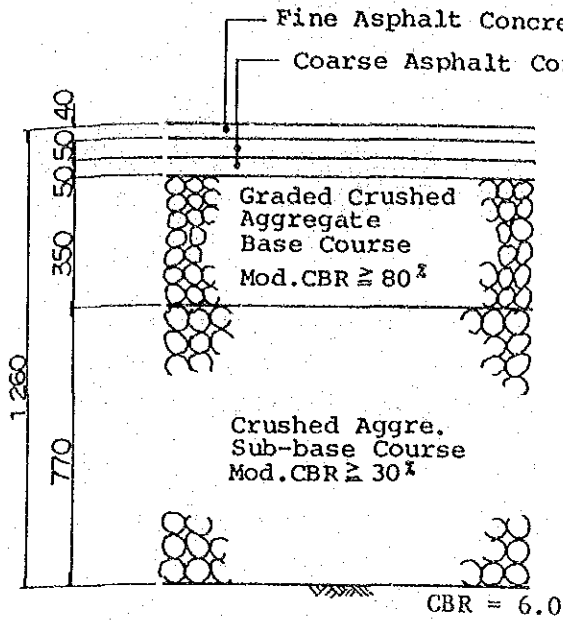 Fine Asphalt Concre
Coarse Asphalt Co
40
50
50
350
770
1.260
Graded Crushed
Aggregate
Base Course
Mod.CBR ≧ 80%
Crushed Aggre.
Sub-base Course
Mod.CBR ≧ 30%
CBR = 6.0